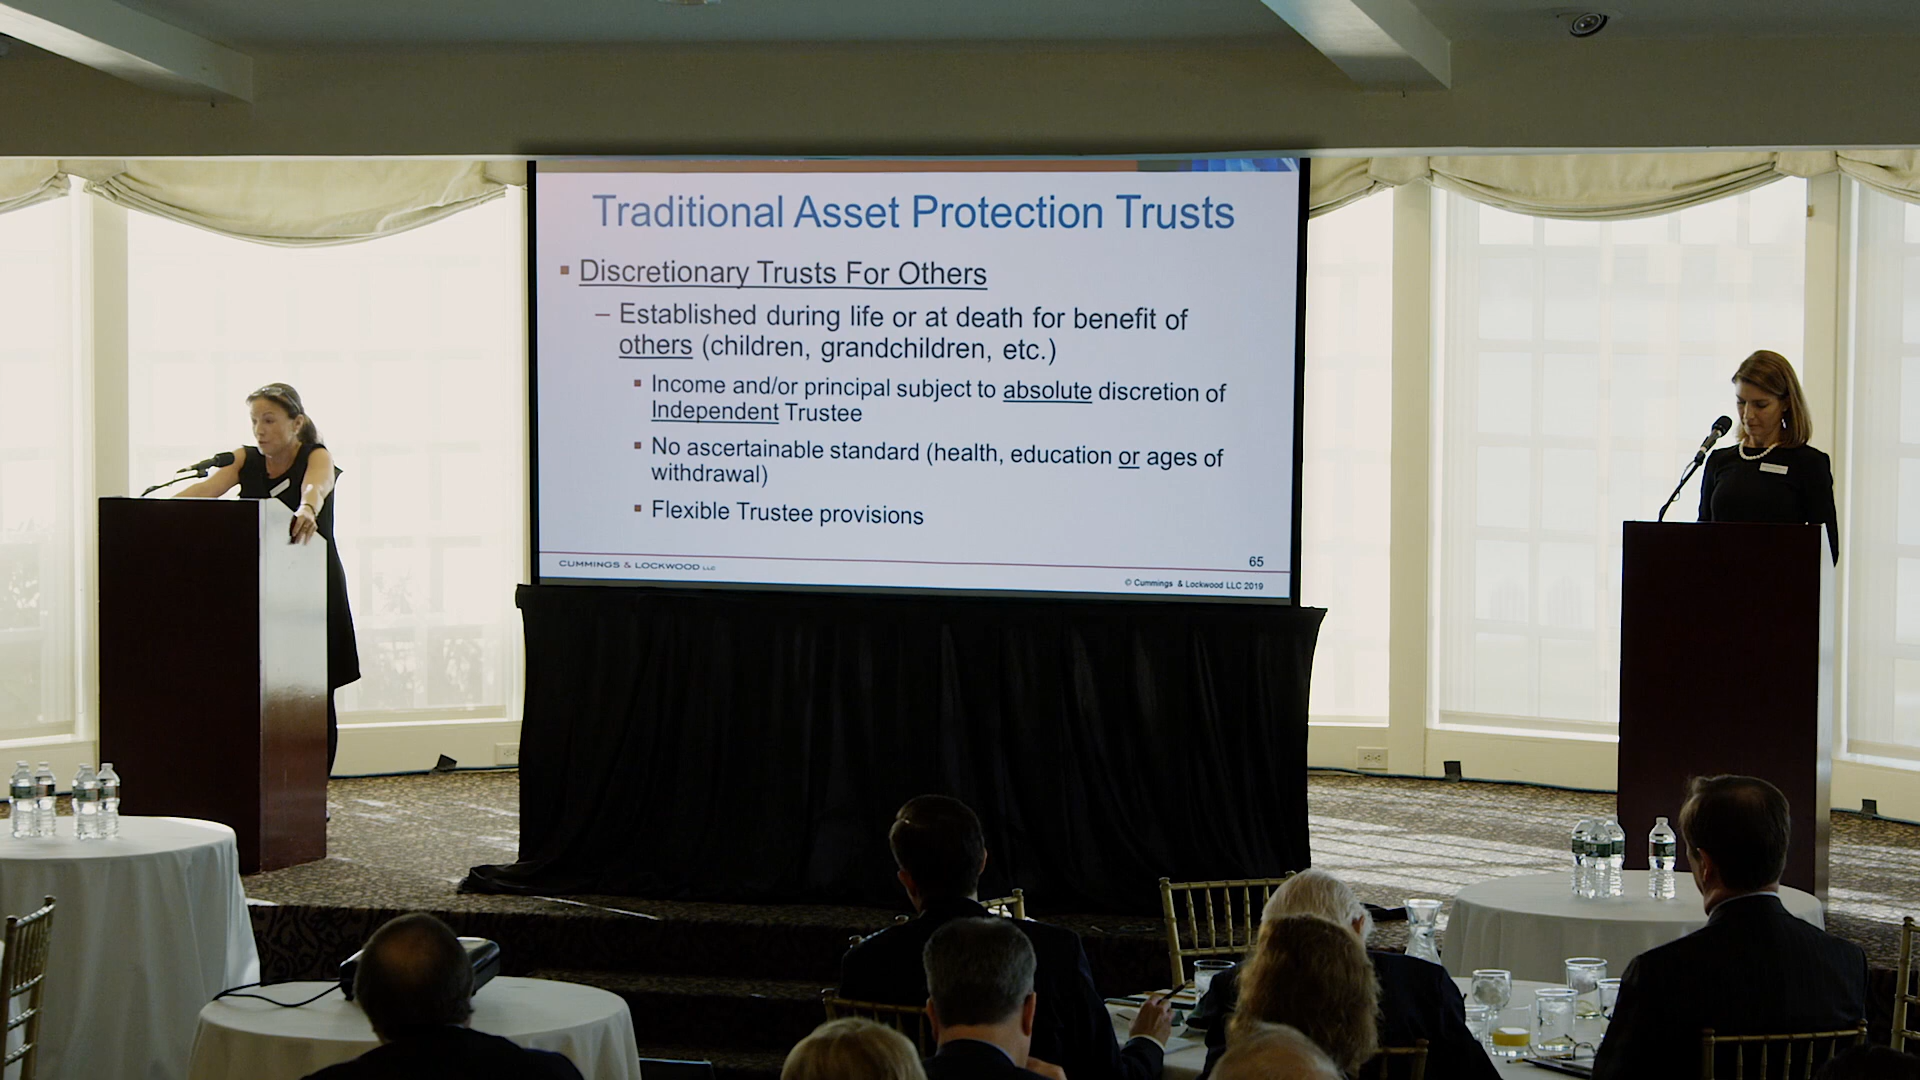 Traditional Asset Protection Trusts
▪ Discretionary Trusts For Others
– Established during life or at death for benefit of
others (children, grandchildren, etc.)
▪ Income and/or principal subject to absolute discretion of
Independent Trustee
▪ No ascertainable standard (health, education or ages of
withdrawal)
▪ Flexible Trustee provisions
65
CUMMINGS & LOCKWOOD LLC
© Cummings & Lockwood LLC 2019